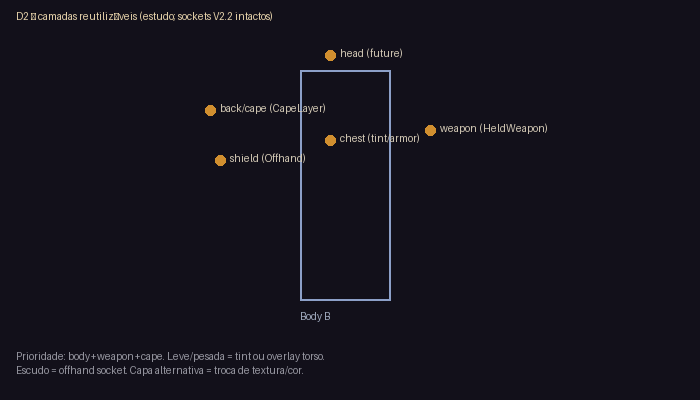 D2 camadas reutilizveis (estudo; sockets V2.2 intactos)
head (future)
back/cape (CapeLayer)
chest (tint/armor)
weapon (HeldWeapon)
shield (Offhand)
Body B
Prioridade: body+weapon+cape. Leve/pesada = tint ou overlay torso.
Escudo = offhand socket. Capa alternativa = troca de textura/cor.